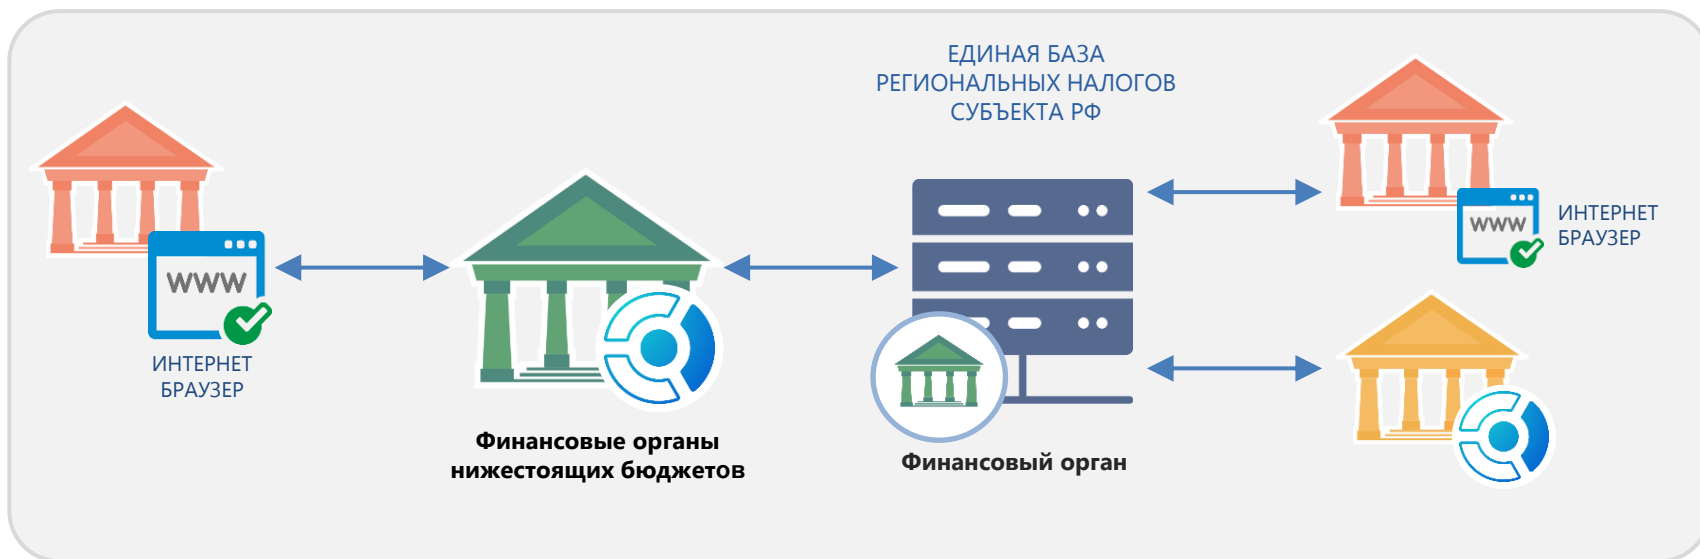 ЕДИНАЯ БАЗА
РЕГИОНАЛЬНЫХ НАЛОГОВ
СУБЪЕКТА РФ
WWW
ИНТЕРНЕТ
БРАУЗЕР
Финансовые органы
нижестоящих бюджетов
Финансовый орган
WWW
ИНТЕРНЕТ
БРАУЗЕР